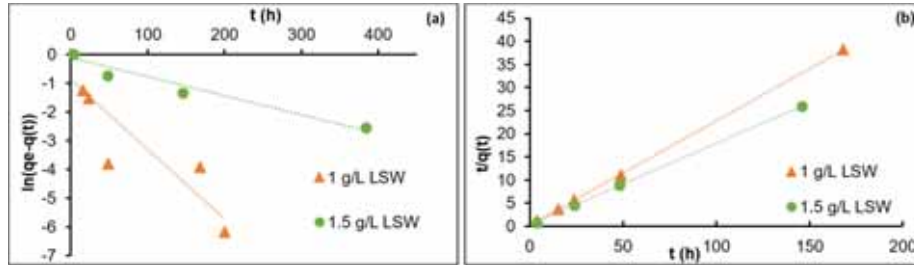 t (h)
(a)
0 100 200 300 400
0
-1
-2
-3
-4
-5
-6
-7
ln(qe-q(t))
1 g/L LSW
1.5 g/L LSW
(b)
45
40
35
30
25
20
15
10
5
0
t/q(t)
1 g/L LSW
1.5 g/L LSW
0 50 100 150 200
t (h)